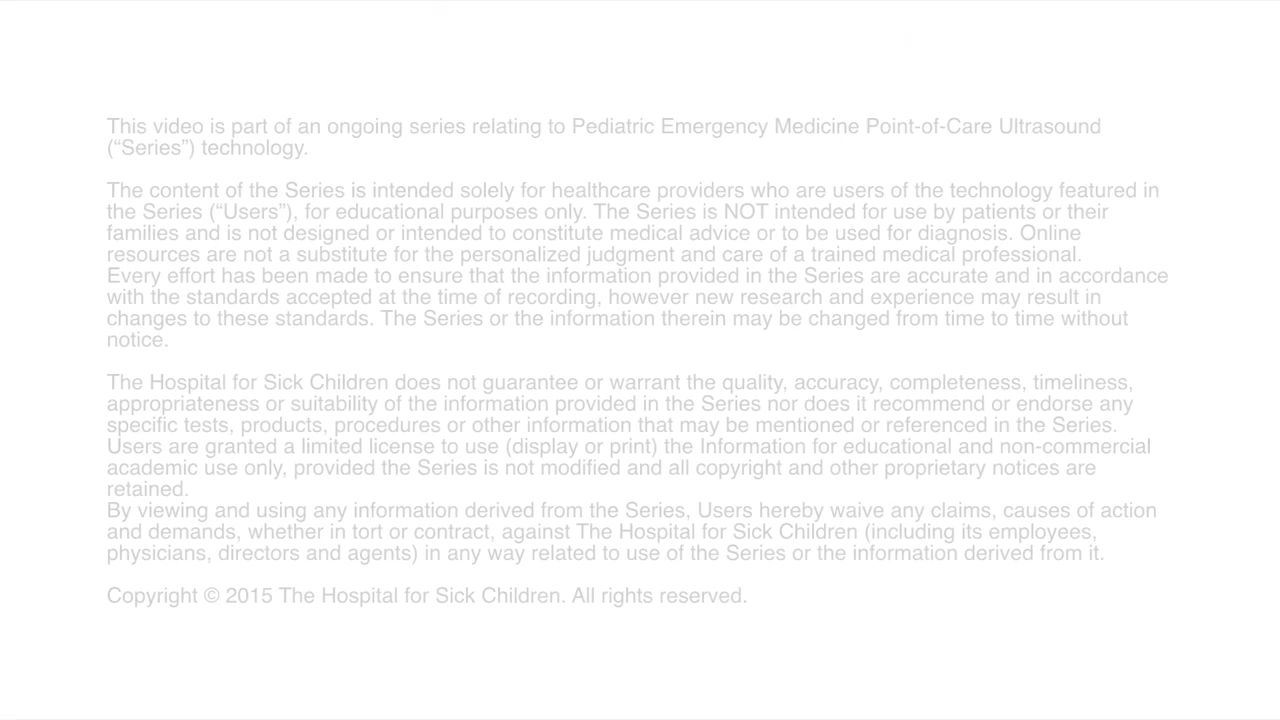 This video is part of an ongoing series relating to Pediatric Emergency Medicine Point-of-Care Ultrasound
(“Series”) technology.
The content of the Series is intended solely for healthcare providers who are users of the technology featured in
the Series (“Users”), for educational purposes only. The Series is NOT intended for use by patients or their
families and is not designed or intended to constitute medical advice or to be used for diagnosis. Online
resources are not a substitute for the personalized judgment and care of a trained medical professional.
Every effort has been made to ensure that the information provided in the Series are accurate and in accordance
with the standards accepted at the time of recording, however new research and experience may result in
changes to these standards. The Series or the information therein may be changed from time to time without
notice.
The Hospital for Sick Children does not guarantee or warrant the quality, accuracy, completeness, timeliness,
appropriateness or suitability of the information provided in the Series nor does it recommend or endorse any
specific tests, products, procedures or other information that may be mentioned or referenced in the Series.
Users are granted a limited license to use (display or print) the Information for educational and non-commercial
academic use only, provided the Series is not modified and all copyright and other proprietary notices are
retained.
By viewing and using any information derived from the Series, Users hereby waive any claims, causes of action
and demands, whether in tort or contract, against The Hospital for Sick Children (including its employees,
physicians, directors and agents) in any way related to use of the Series or the information derived from it.
Copyright © 2015 The Hospital for Sick Children. All rights reserved.